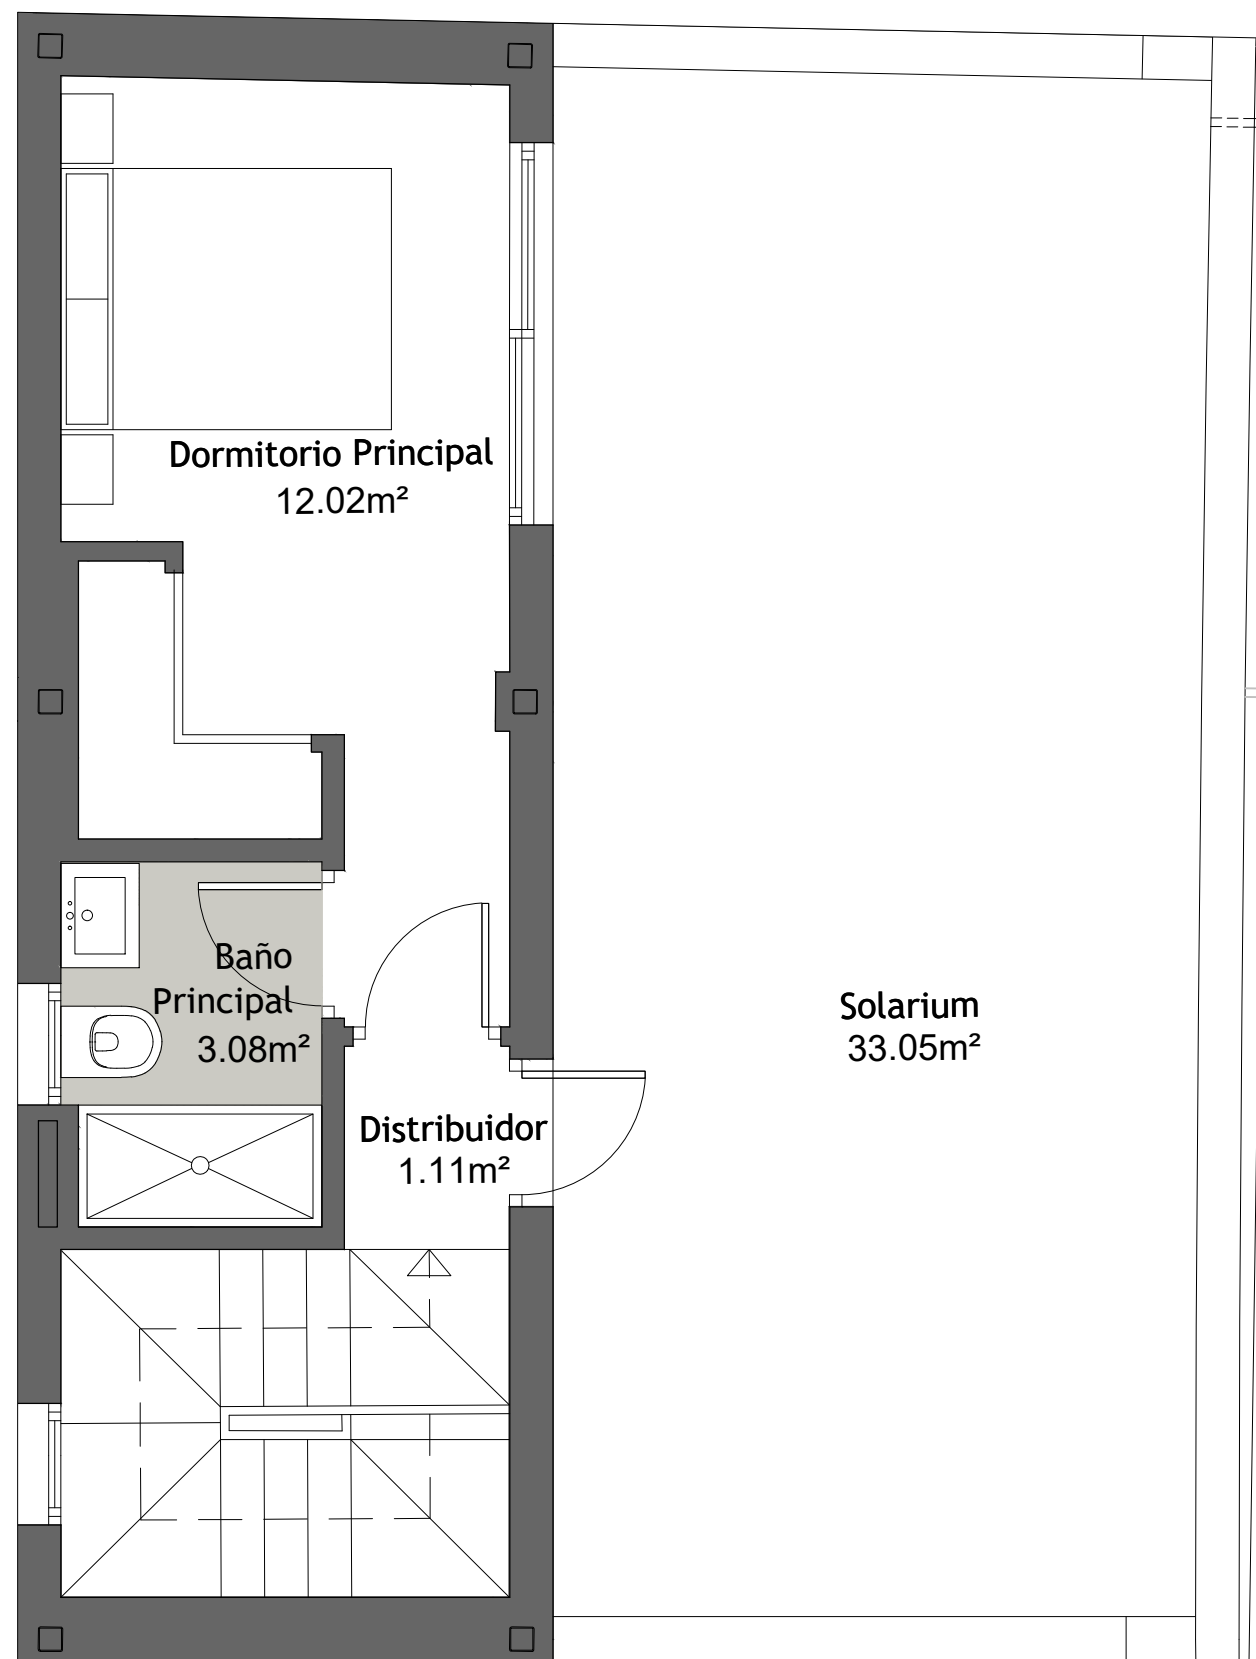 Dormitorio Principal
12.02m²
Baño
Principal
3.08m²
Solarium
33.05m²
Distribuidor
1.11m²